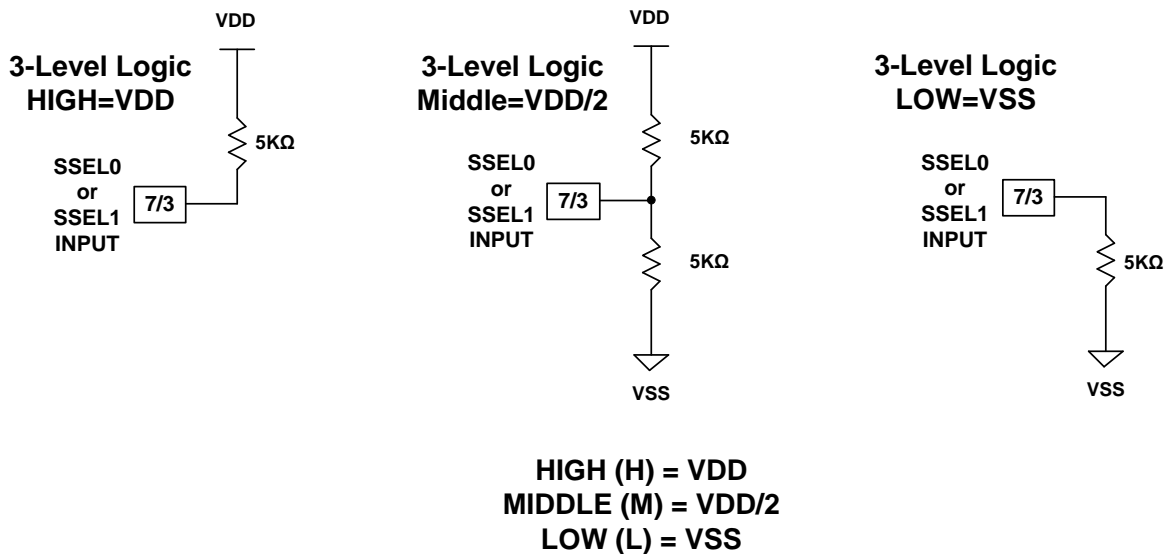 VDD
3-Level Logic
HIGH=VDD
5KΩ
SSEL0
or
SSEL1
INPUT
7/3
VDD
3-Level Logic
Middle=VDD/2
5KΩ
SSEL0
or
SSEL1
INPUT
7/3
5KΩ
VSS
3-Level Logic
LOW=VSS
SSEL0
or
SSEL1
INPUT
7/3
5KΩ
VSS
HIGH (H) = VDD
MIDDLE (M) = VDD/2
LOW (L) = VSS